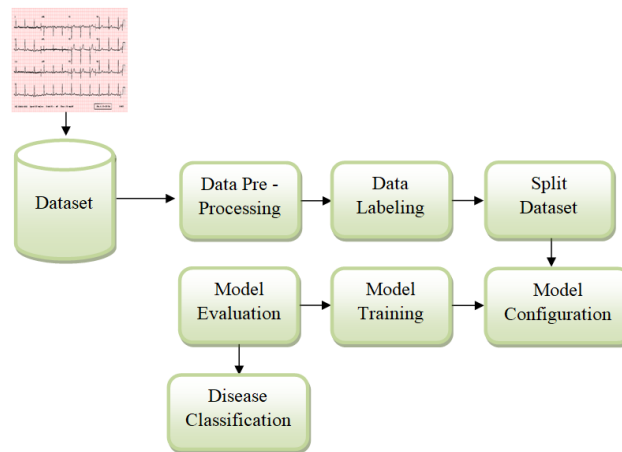 Dataset
Data Pre -
Processing
Data
Labeling
Split
Dataset
Model
Evaluation
Model
Training
Model
Configuration
Disease
Classification